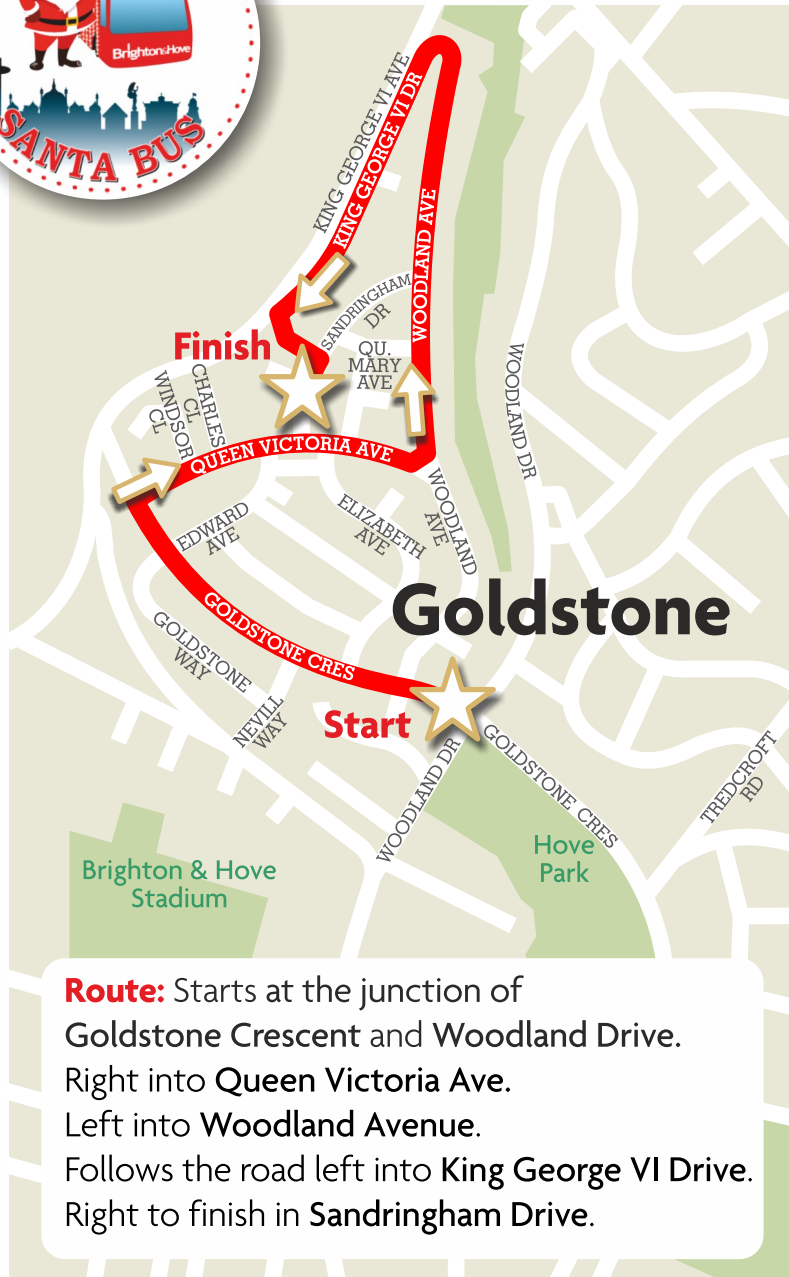 Brighton&Hove
SANTA BUS
KING GEORGE VI AVE
KING GEORGE VI DR
WOODLAND AVE
SANDRINGHAM
DR
Finish
QU.
MARY
AVE
CHARLES
CL
WINDSOR
CL
WOODLAND DR
QUEEN VICTORIA AVE
EDWARD
AVE
ELIZABETH
AVE
WOODLAND
AVE
Goldstone
GOLDSTONE CRES
GOLDSTONE
WAY
NEVILL
WAY
Start
WOODLAND DR
GOLDSTONE CRES
TREDCROFT
RD
Hove
Park
Brighton & Hove
Stadium
Route: Starts at the junction of
Goldstone Crescent and Woodland Drive.
Right into Queen Victoria Ave.
Left into Woodland Avenue.
Follows the road left into King George VI Drive.
Right to finish in Sandringham Drive.